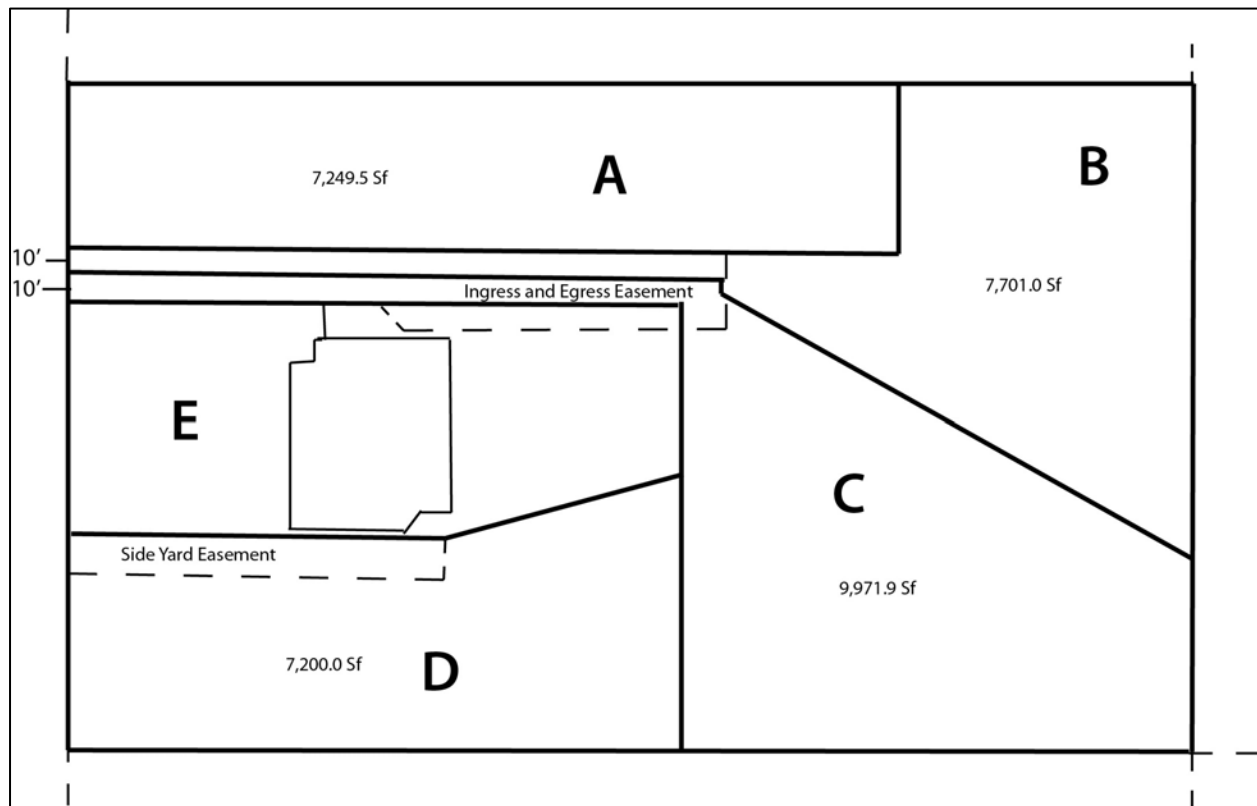 A
B
7,249.5 Sf
10’
10’
7,701.0 Sf
Ingress and Egress Easement
E
C
Side Yard Easement
9,971.9 Sf
7,200.0 Sf
D